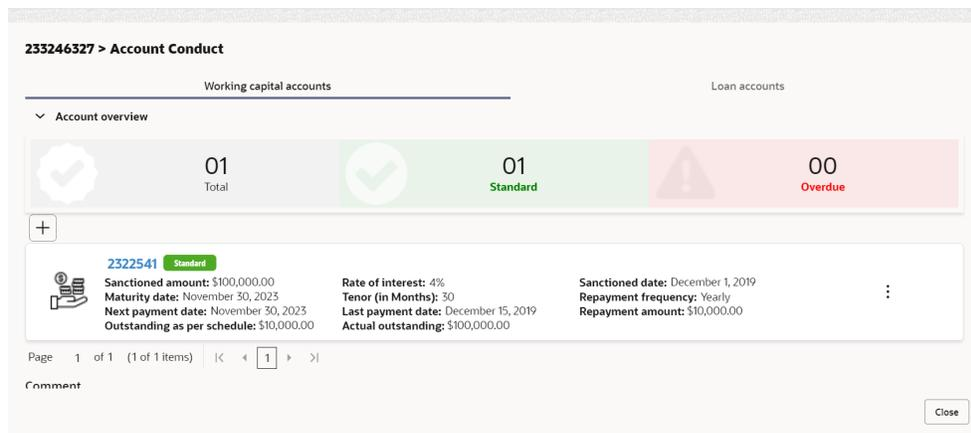 233246327 > Account Conduct
Working capital accounts Loan accounts
Account overview
01 01 00
Total Standard Overdue
2322541 Standard
Sanctioned amount: $100,000.00 Rate of interest: 4% Sanctioned date: December 1, 2019
Maturity date: November 30, 2023 Tenor (in Months): 30 Repayment frequency: Yearly
Next payment date: November 30, 2023 Last payment date: December 15, 2019 Repayment amount: $10,000.00
Outstanding as per schedule: $10,000.00 Actual outstanding: $100,000.00
Page 1 of 1 (1 of 1 items) 1
Comment
Close